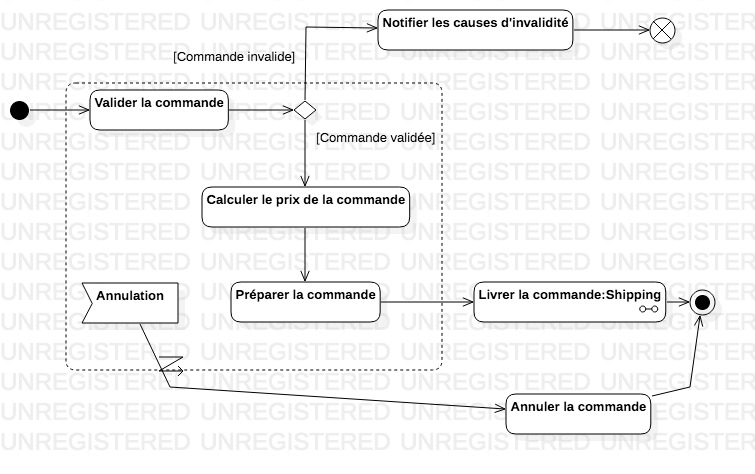 Notifier les causes d'invalidité
[Commande invalide]
Valider la commande
[Commande validée]
Calculer le prix de la commande
Annulation
Préparer la commande
Livrer la commande:Shipping
Annuler la commande
UNREGISTERED UNREGISTERED UNREGISTERED UNREGISTERED